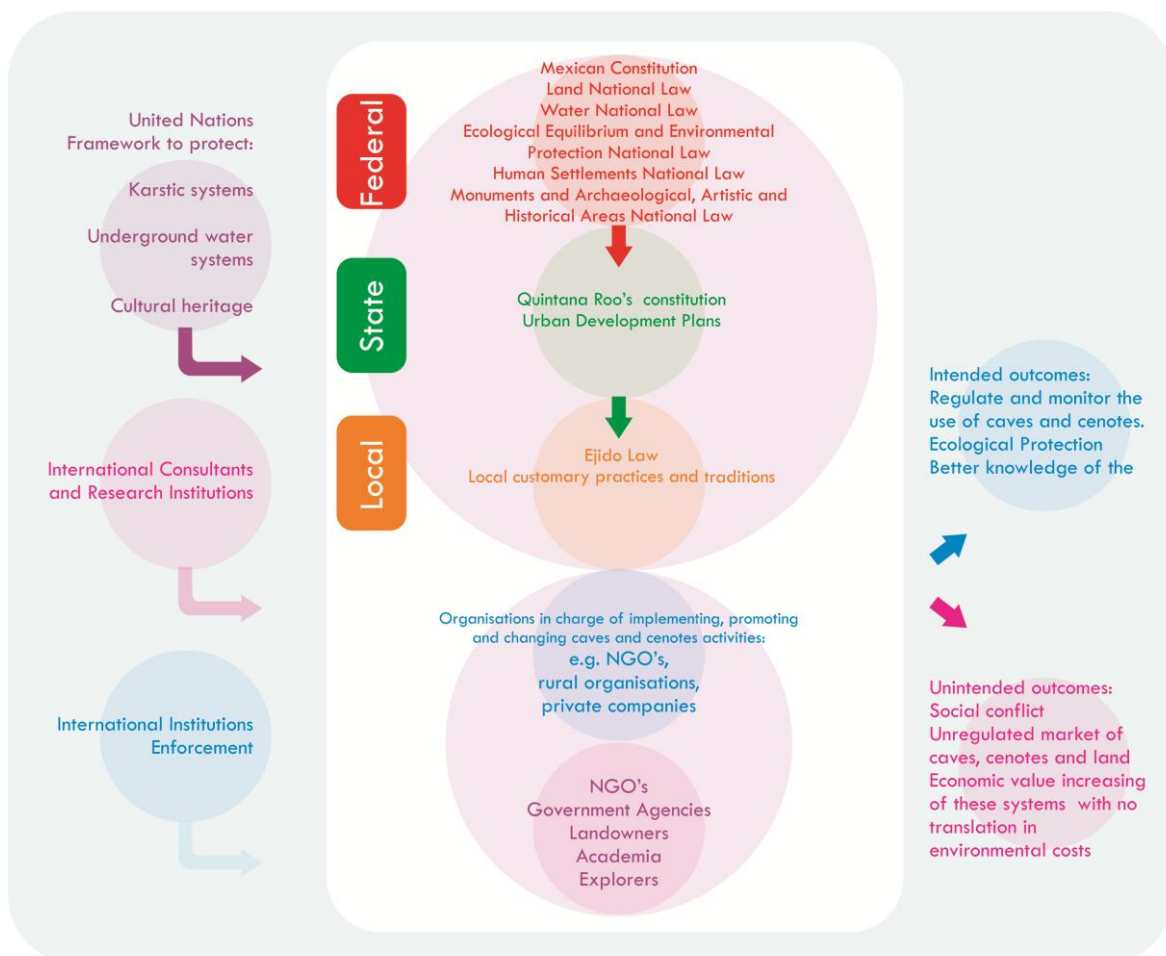 United Nations
Framework to protect:
Karstic systems
Underground water
systems
Cultural heritage
International Consultants
and Research Institutions
International Institutions
Enforcement
Federal
Mexican Constitution
Land National Law
Water National Law
Ecological Equilibrium and Environmental
Protection National Law
Human Settlements National Law
Monuments and Archaeological, Artistic and
Historical Areas National Law
State
Quintana Roo's constitution
Urban Development Plans
Local
Ejido Law
Local customary practices and traditions
Organisations in charge of implementing, promoting
and changing caves and cenotes activities:
e.g. NGO's,
rural organisations,
private companies
NGO's
Government Agencies
Landowners
Academia
Explorers
Intended outcomes:
Regulate and monitor the
use of caves and cenotes.
Ecological Protection
Better knowledge of the
Unintended outcomes:
Social conflict
Unregulated market of
caves, cenotes and land
Economic value increasing
of these systems with no
translation in
environmental costs